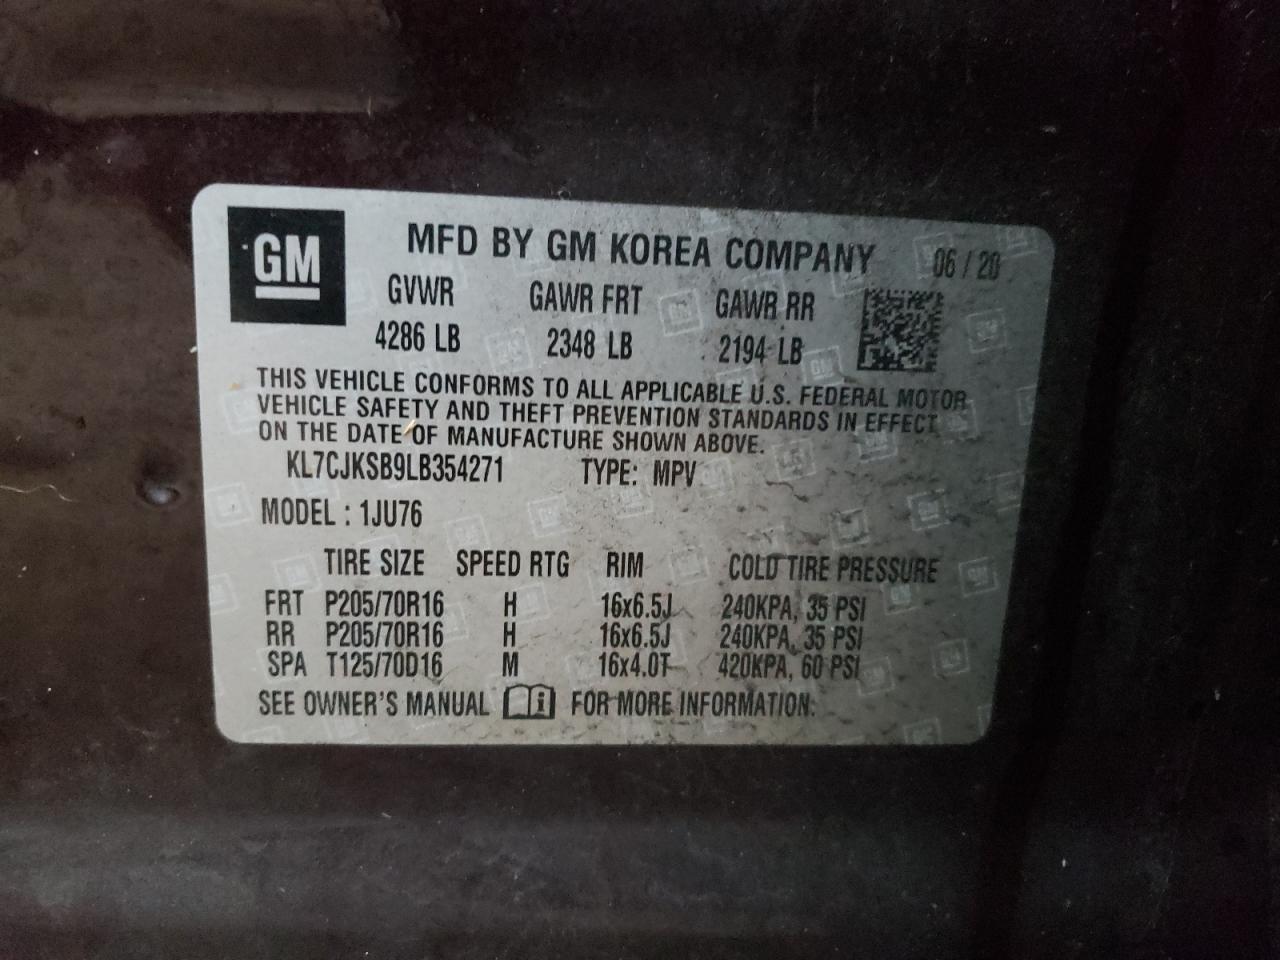 GM
MFD BY GM KOREA COMPANY 06 / 20
GVWR GAWR FRT GAWR RR
4286 LB 2348 LB 2194 LB
THIS VEHICLE CONFORMS TO ALL APPLICABLE U.S. FEDERAL MOTOR
VEHICLE SAFETY AND THEFT PREVENTION STANDARDS IN EFFECT
ON THE DATE OF MANUFACTURE SHOWN ABOVE.
KL7CJKSB9LB354271 TYPE: MPV
MODEL : 1JU76
TIRE SIZE SPEED RTG RIM COLD TIRE PRESSURE
FRT P205/70R16 H 16x6.5J 240KPA, 35 PSI
RR P205/70R16 H 16x6.5J 240KPA, 35 PSI
SPA T125/70D16 M 16x4.0T 420KPA, 60 PSI
SEE OWNER'S MANUAL FOR MORE INFORMATION.